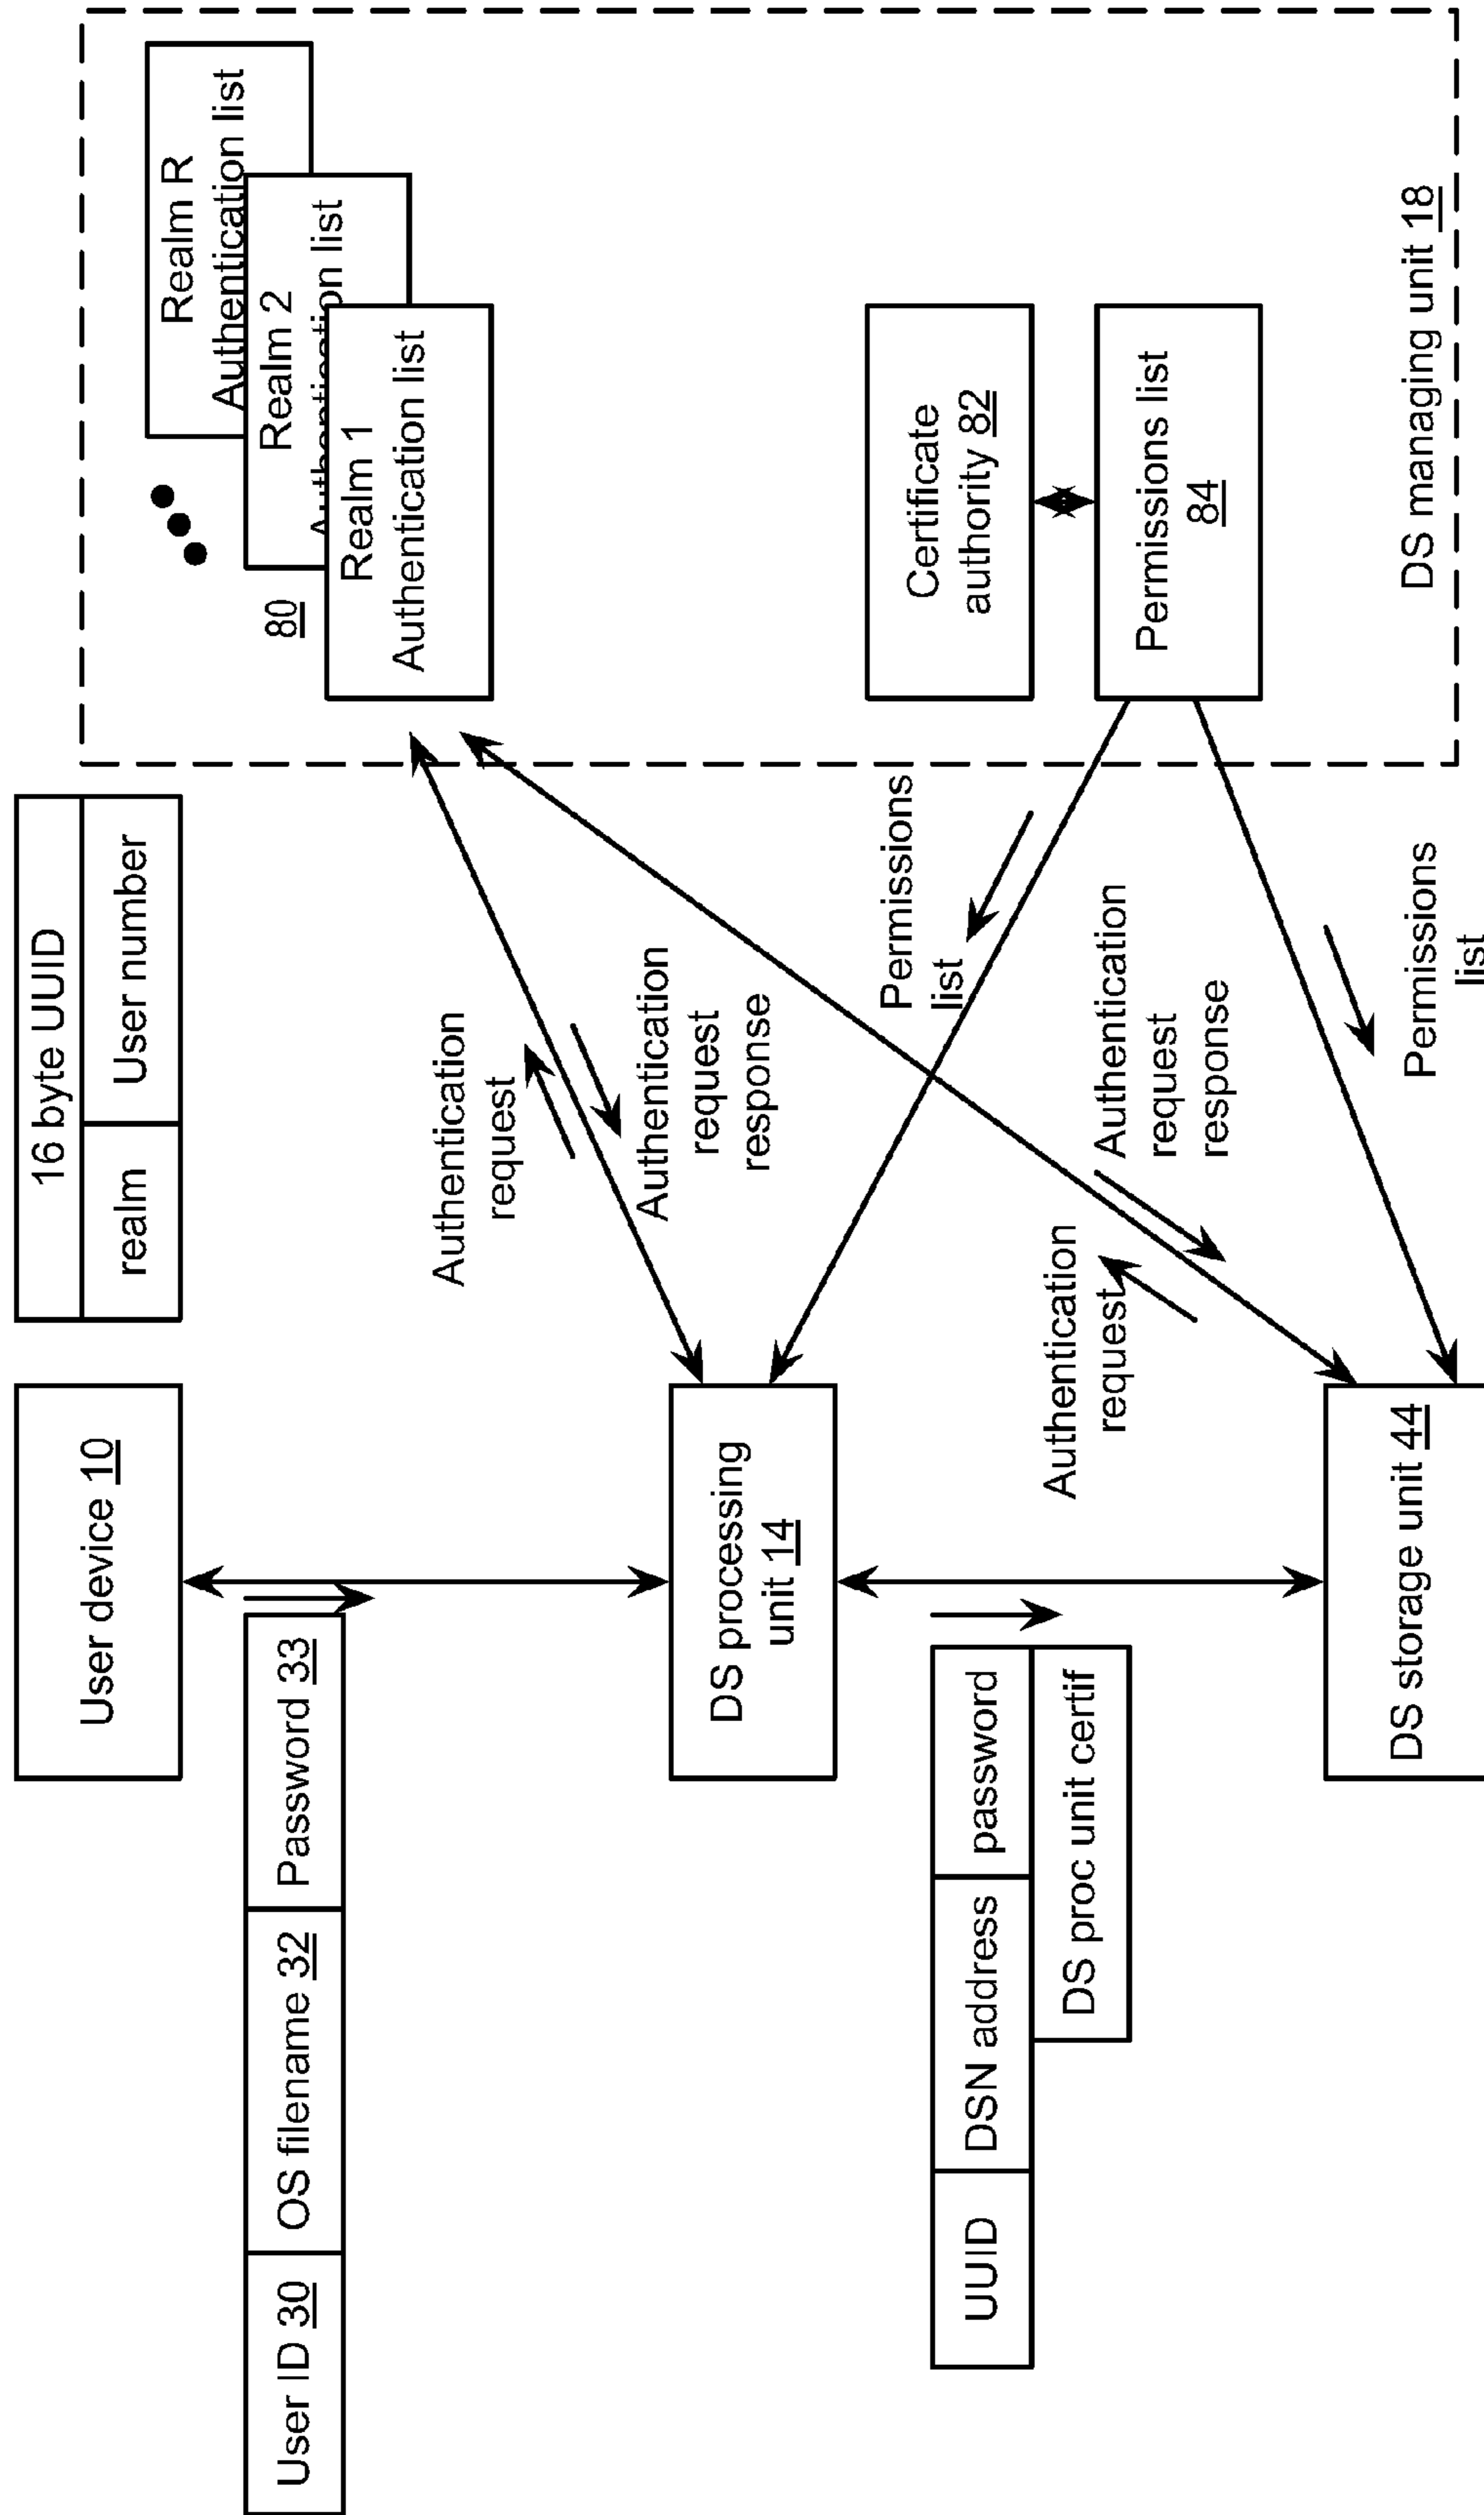 User device 10
16 byte UUID
realm
User number
User ID 30
OS filename 32
Password 33
Realm R
Authentication list
Realm 2
Authentication list
Realm 1
Authentication list
80
Authentication
request
Authentication
request
response
DS processing
unit 14
Permissions
list
Certificate
authority 82
Permissions list
84
UUID
DSN address
password
DS proc unit certif
Authentication
request
Authentication
request
response
DS storage unit 44
Permissions
list
DS managing unit 18